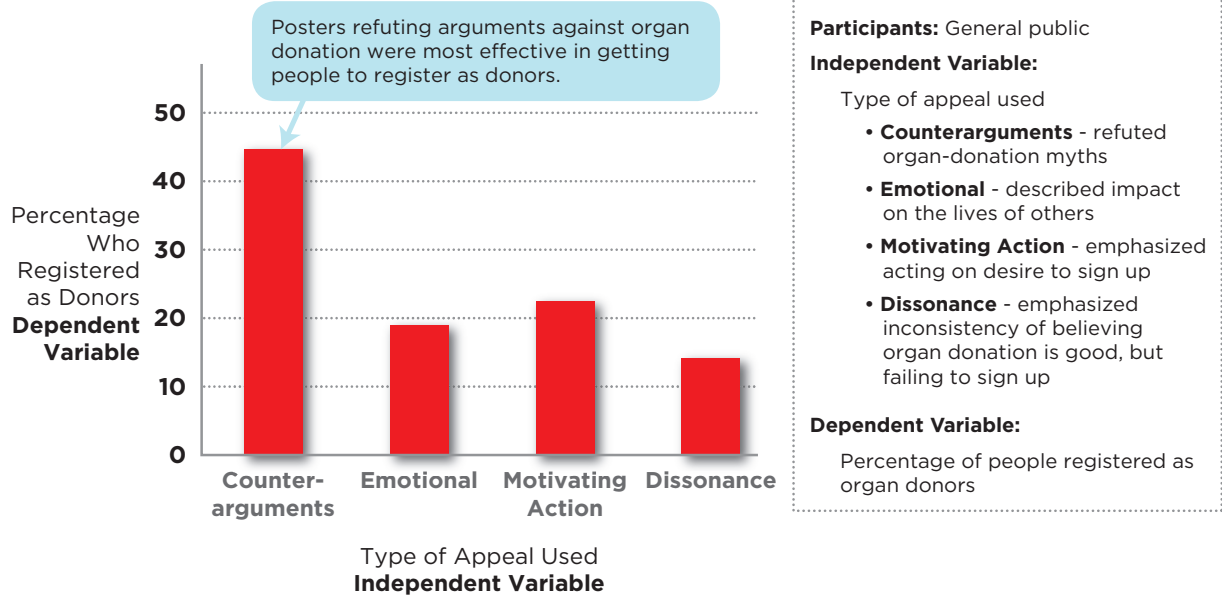 Posters refuting arguments against organ
donation were most effective in getting
people to register as donors.
50
40
30
20
10
0
Percentage
Who
Registered
as Donors
Dependent
Variable
Counter-
arguments
Emotional
Motivating
Action
Dissonance
Type of Appeal Used
Independent Variable
Participants: General public
Independent Variable:
Type of appeal used
• Counterarguments - refuted
organ-donation myths
• Emotional - described impact
on the lives of others
• Motivating Action - emphasized
acting on desire to sign up
• Dissonance - emphasized
inconsistency of believing
organ donation is good, but
failing to sign up
Dependent Variable:
Percentage of people registered as
organ donors